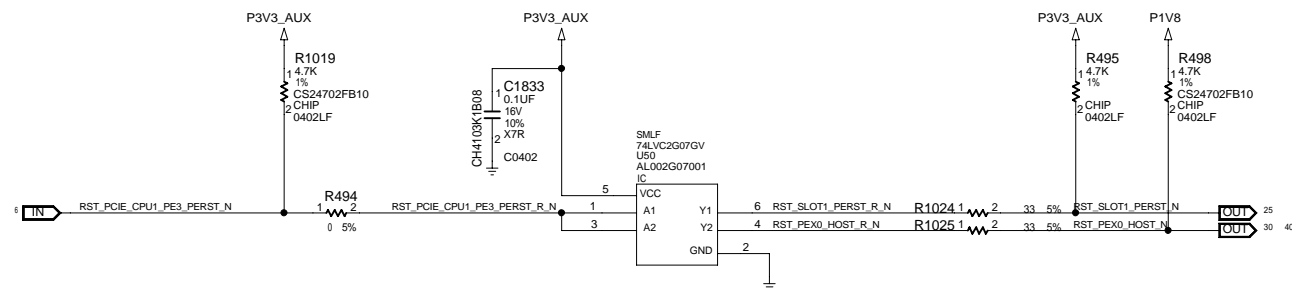 P3V3_AUX
P3V3_AUX
P3V3_AUX
P1V8
R1019
1 4.7K
1%
CS24702FB10
2 CHIP
0402LF
CH4103K1B08
1 C1833
0.1UF
16V
10%
2 X7R
C0402
R495
1 4.7K
1%
2 CHIP
0402LF
R498
1 4.7K
1%
CS24702FB10
2 CHIP
0402LF
SMLF
74LVC2G07GV
U50
AL002G07001
IC
5 VCC
6 IN RST_PCIE_CPU1_PE3_PERST_N
R494
1 2
0 5%
RST_PCIE_CPU1_PE3_PERST_R_N 1 A1 Y1 6 RST_SLOT1_PERST_R_N R1024 1 2 33 5% RST_SLOT1_PERST_N OUT 25
3 A2 Y2 4 RST_PEX0_HOST_R_N R1025 1 2 33 5% RST_PEX0_HOST_N OUT 30 40
GND 2